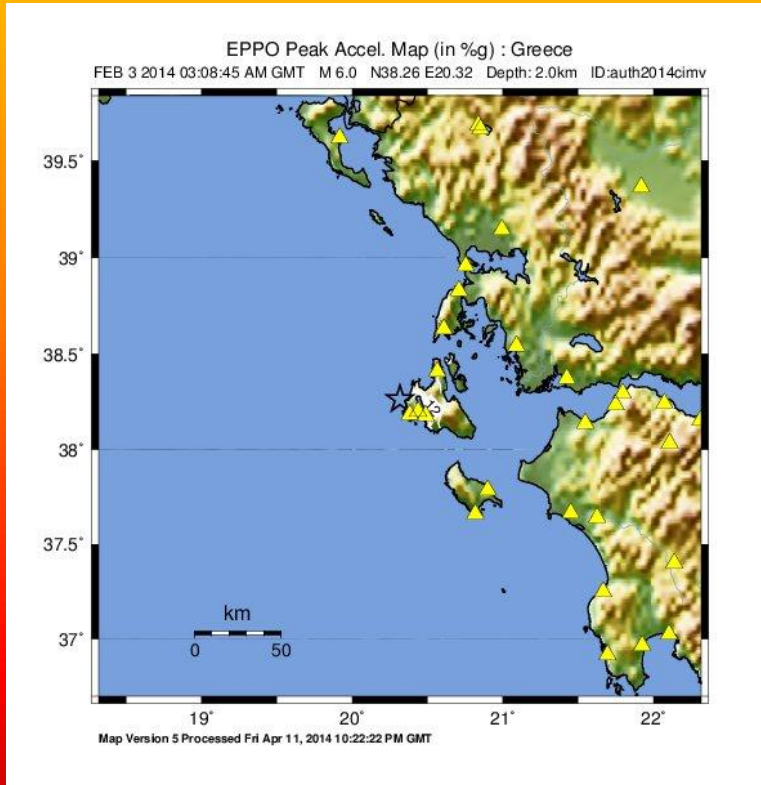 EPPO Peak Accel. Map (in %g) : Greece
FEB 3 2014 03:08:45 AM GMT M 6.0 N38.26 E20.32 Depth: 2.0km ID:auth2014cimv
39.5˚
39˚
38.5˚
12
38˚
37.5˚
km
37˚
0 50
19˚ 20˚ 21˚ 22˚
Map Version 5 Processed Fri Apr 11, 2014 10:22:22 PM GMT